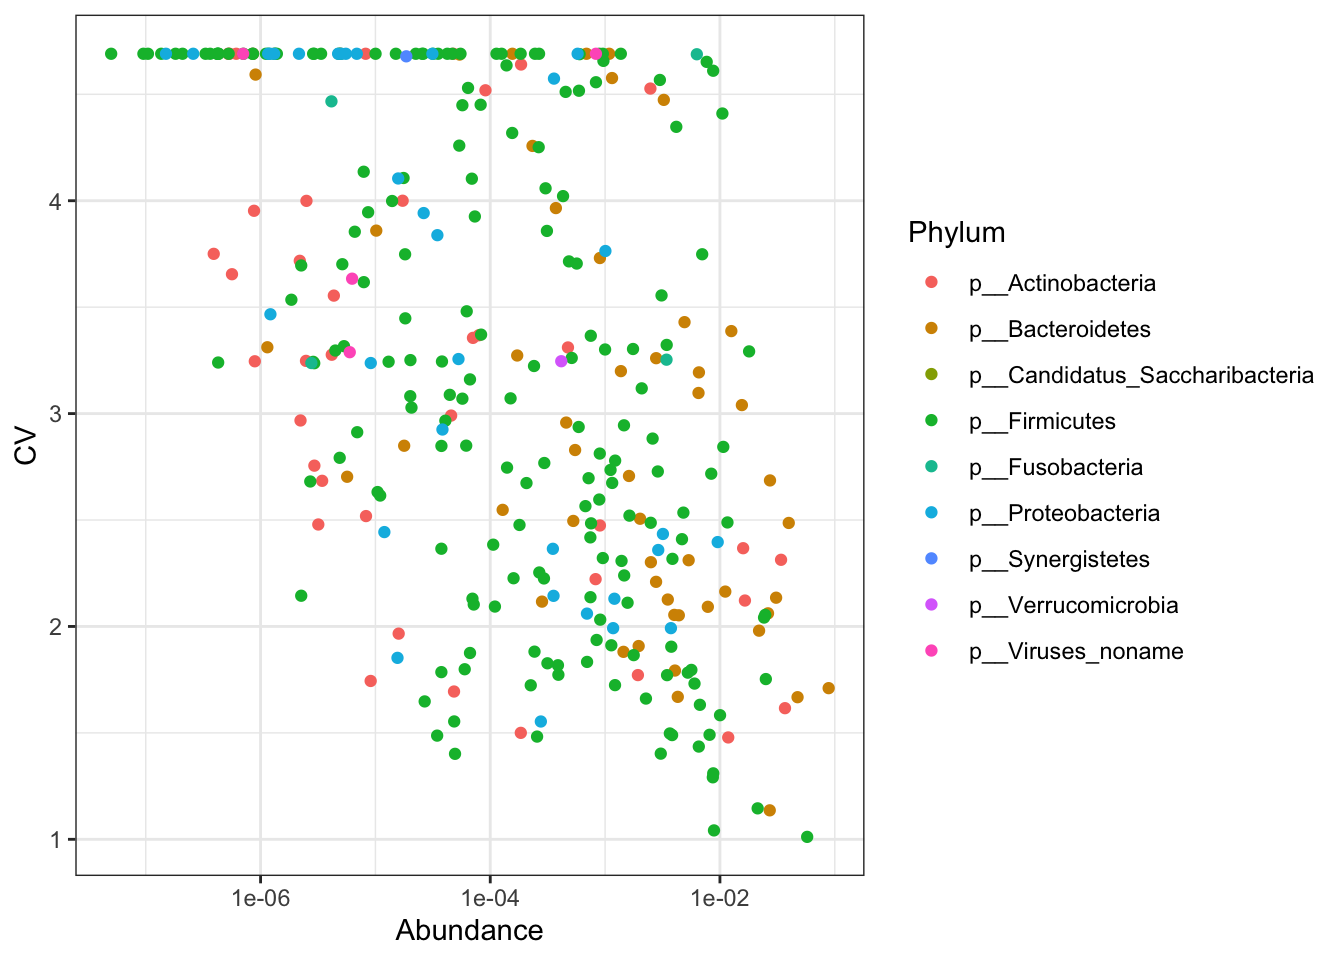 4
3
2
1
CV
1e-06 1e-04 1e-02
Abundance
Phylum
p__Actinobacteria
p__Bacteroidetes
p__Candidatus_Saccharibacteria
p__Firmicutes
p__Fusobacteria
p__Proteobacteria
p__Synergistetes
p__Verrucomicrobia
p__Viruses_noname